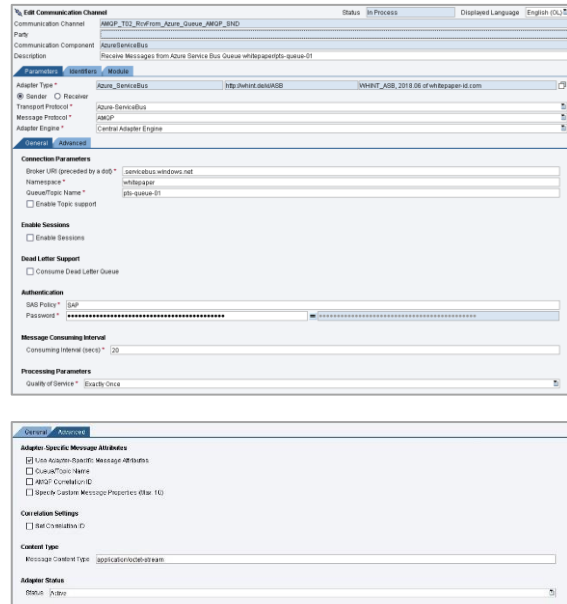 Edit Communication Channel Status In Process Displayed Language English (OL)
Communication Channel AMQP_T02_RcvFrom_Azure_Queue_AMQP_SND
Party
Communication Component AzureServiceBus
Description Receive Messages from Azure Service Bus Queue whitepaper/pts-queue-01
Parameters Identifiers Module
Adapter Type * Azure_ServiceBus http://whint.de/xi/ASB WHINT_ASB_2018.06 of whitepaper-id.com
Sender Receiver
Transport Protocol * Azure-ServiceBus
Message Protocol * AMQP
Adapter Engine * Central Adapter Engine
General Advanced
Connection Parameters
Broker URI (preceded by a dot) * .servicebus.windows.net
Namespace * whitepaper
Queue/Topic Name * pts-queue-01
Enable Topic support
Enable Sessions
Enable Sessions
Dead Letter Support
Consume Dead Letter Queue
Authentication
SAS Policy * SAP
Password *
Message Consuming Interval
Consuming Interval (secs) * 20
Processing Parameters
Quality of Service * Exactly Once
General Advanced
Adapter-Specific Message Attributes
Use Adapter-Specific Message Attributes
Queue/Topic Name
AMQP Correlation ID
Specify Custom Message Properties (Max 10)
Correlation Settings
Set Correlation ID
Content Type
Message Content Type application/octet-stream
Adapter Status
Status Active